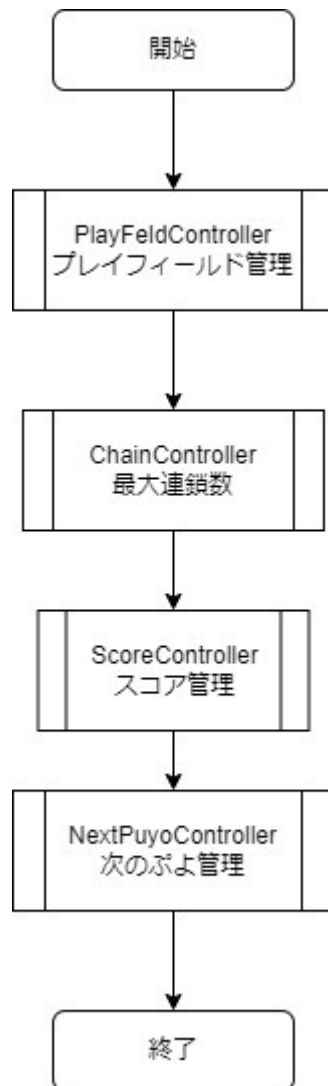 開始
PlayFeldController
プレイフィールド管理
ChainController
最大連鎖数
ScoreController
スコア管理
NextPuyoController
次のぷよ管理
終了